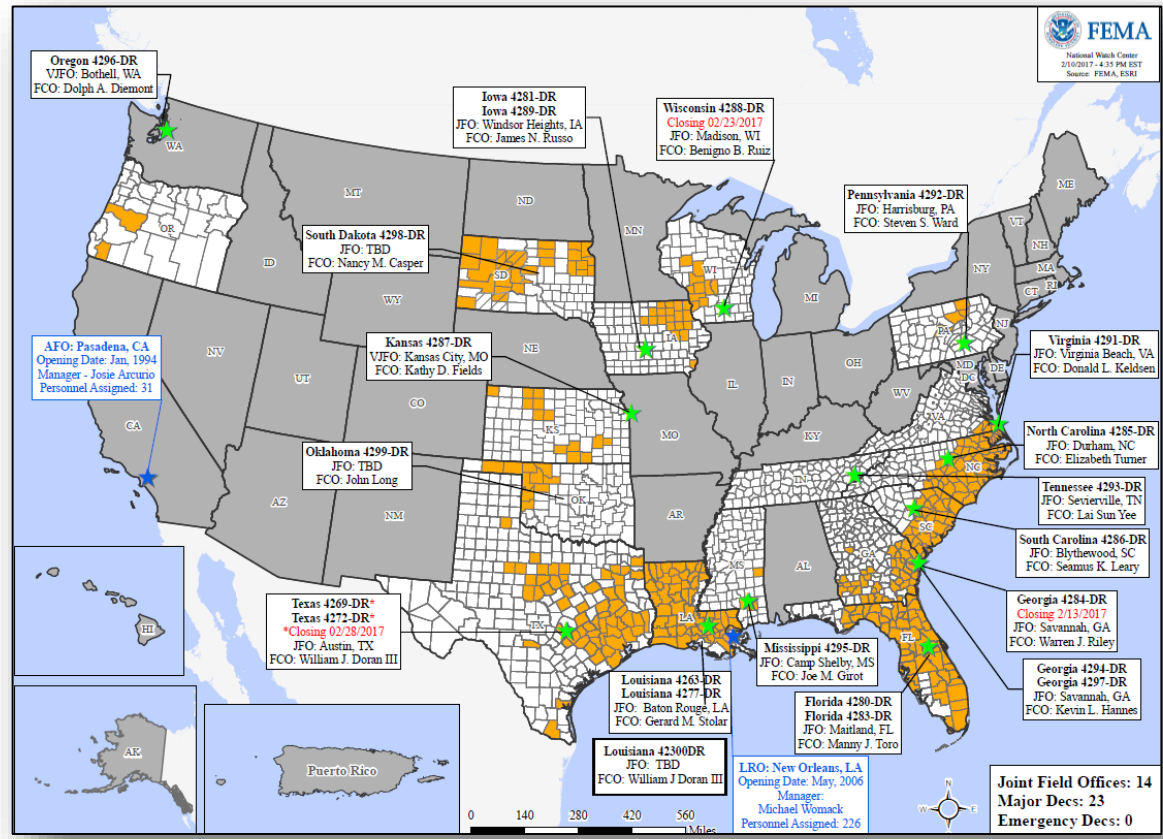 FEMA
National Watch Center
2/10/2017 - 4:35 PM EST
Source: FEMA, ESRI
Oregon 4296-DR
VJFO: Bothell, WA
FCO: Dolph A. Diemont
Iowa 4281-DR
Iowa 4289-DR
JFO: Windsor Heights, IA
FCO: James N. Russo
Wisconsin 4288-DR
Closing 02/23/2017
JFO: Madison, WI
FCO: Benigno B. Ruiz
Pennsylvania 4292-DR
JFO: Harrisburg, PA
FCO: Steven S. Ward
South Dakota 4298-DR
JFO: TBD
FCO: Nancy M. Casper
AFO: Pasadena, CA
Opening Date: Jan, 1994
Manager - Josie Arcurio
Personnel Assigned: 31
Kansas 4287-DR
VJFO: Kansas City, MO
FCO: Kathy D. Fields
Virginia 4291-DR
JFO: Virginia Beach, VA
FCO: Donald L. Keldsen
North Carolina 4285-DR
JFO: Durham, NC
FCO: Elizabeth Turner
Oklahoma 4299-DR
JFO: TBD
FCO: John Long
Tennessee 4293-DR
JFO: Sevierville, TN
FCO: Lai Sun Yee
South Carolina 4286-DR
JFO: Blythewood, SC
FCO: Seamus K. Leary
Texas 4269-DR*
Texas 4272-DR*
*Closing 02/28/2017
JFO: Austin, TX
FCO: William J. Doran III
Georgia 4284-DR
Closing 2/13/2017
JFO: Savannah, GA
FCO: Warren J. Riley
Mississippi 4295-DR
JFO: Camp Shelby, MS
FCO: Joe M. Girot
Georgia 4294-DR
Georgia 4297-DR
JFO: Savannah, GA
FCO: Kevin L. Hannes
Louisiana 4263-DR
Louisiana 4277-DR
JFO: Baton Rouge, LA
FCO: Gerard M. Stolar
Florida 4280-DR
Florida 4283-DR
JFO: Maitland, FL
FCO: Manny J. Toro
Louisiana 42300DR
JFO: TBD
FCO: William J Doran III
LRO: New Orleans, LA
Opening Date: May, 2006
Manager:
Michael Womack
Personnel Assigned: 226
Joint Field Offices: 14
Major Decs: 23
Emergency Decs: 0
WA
MT
ND
MN
ME
OR
ID
SD
WI
MI
VT
NH
NY
MA
CT
RI
WY
IA
PA
NJ
NV
NE
OH
MD
DE
DC
UT
IL
IN
WV
CA
CO
KS
MO
KY
VA
NC
TN
AZ
NM
OK
AR
SC
MS
AL
GA
TX
LA
FL
HI
AK
Puerto Rico
N
W
E
S
0
140
280
420
560
Miles